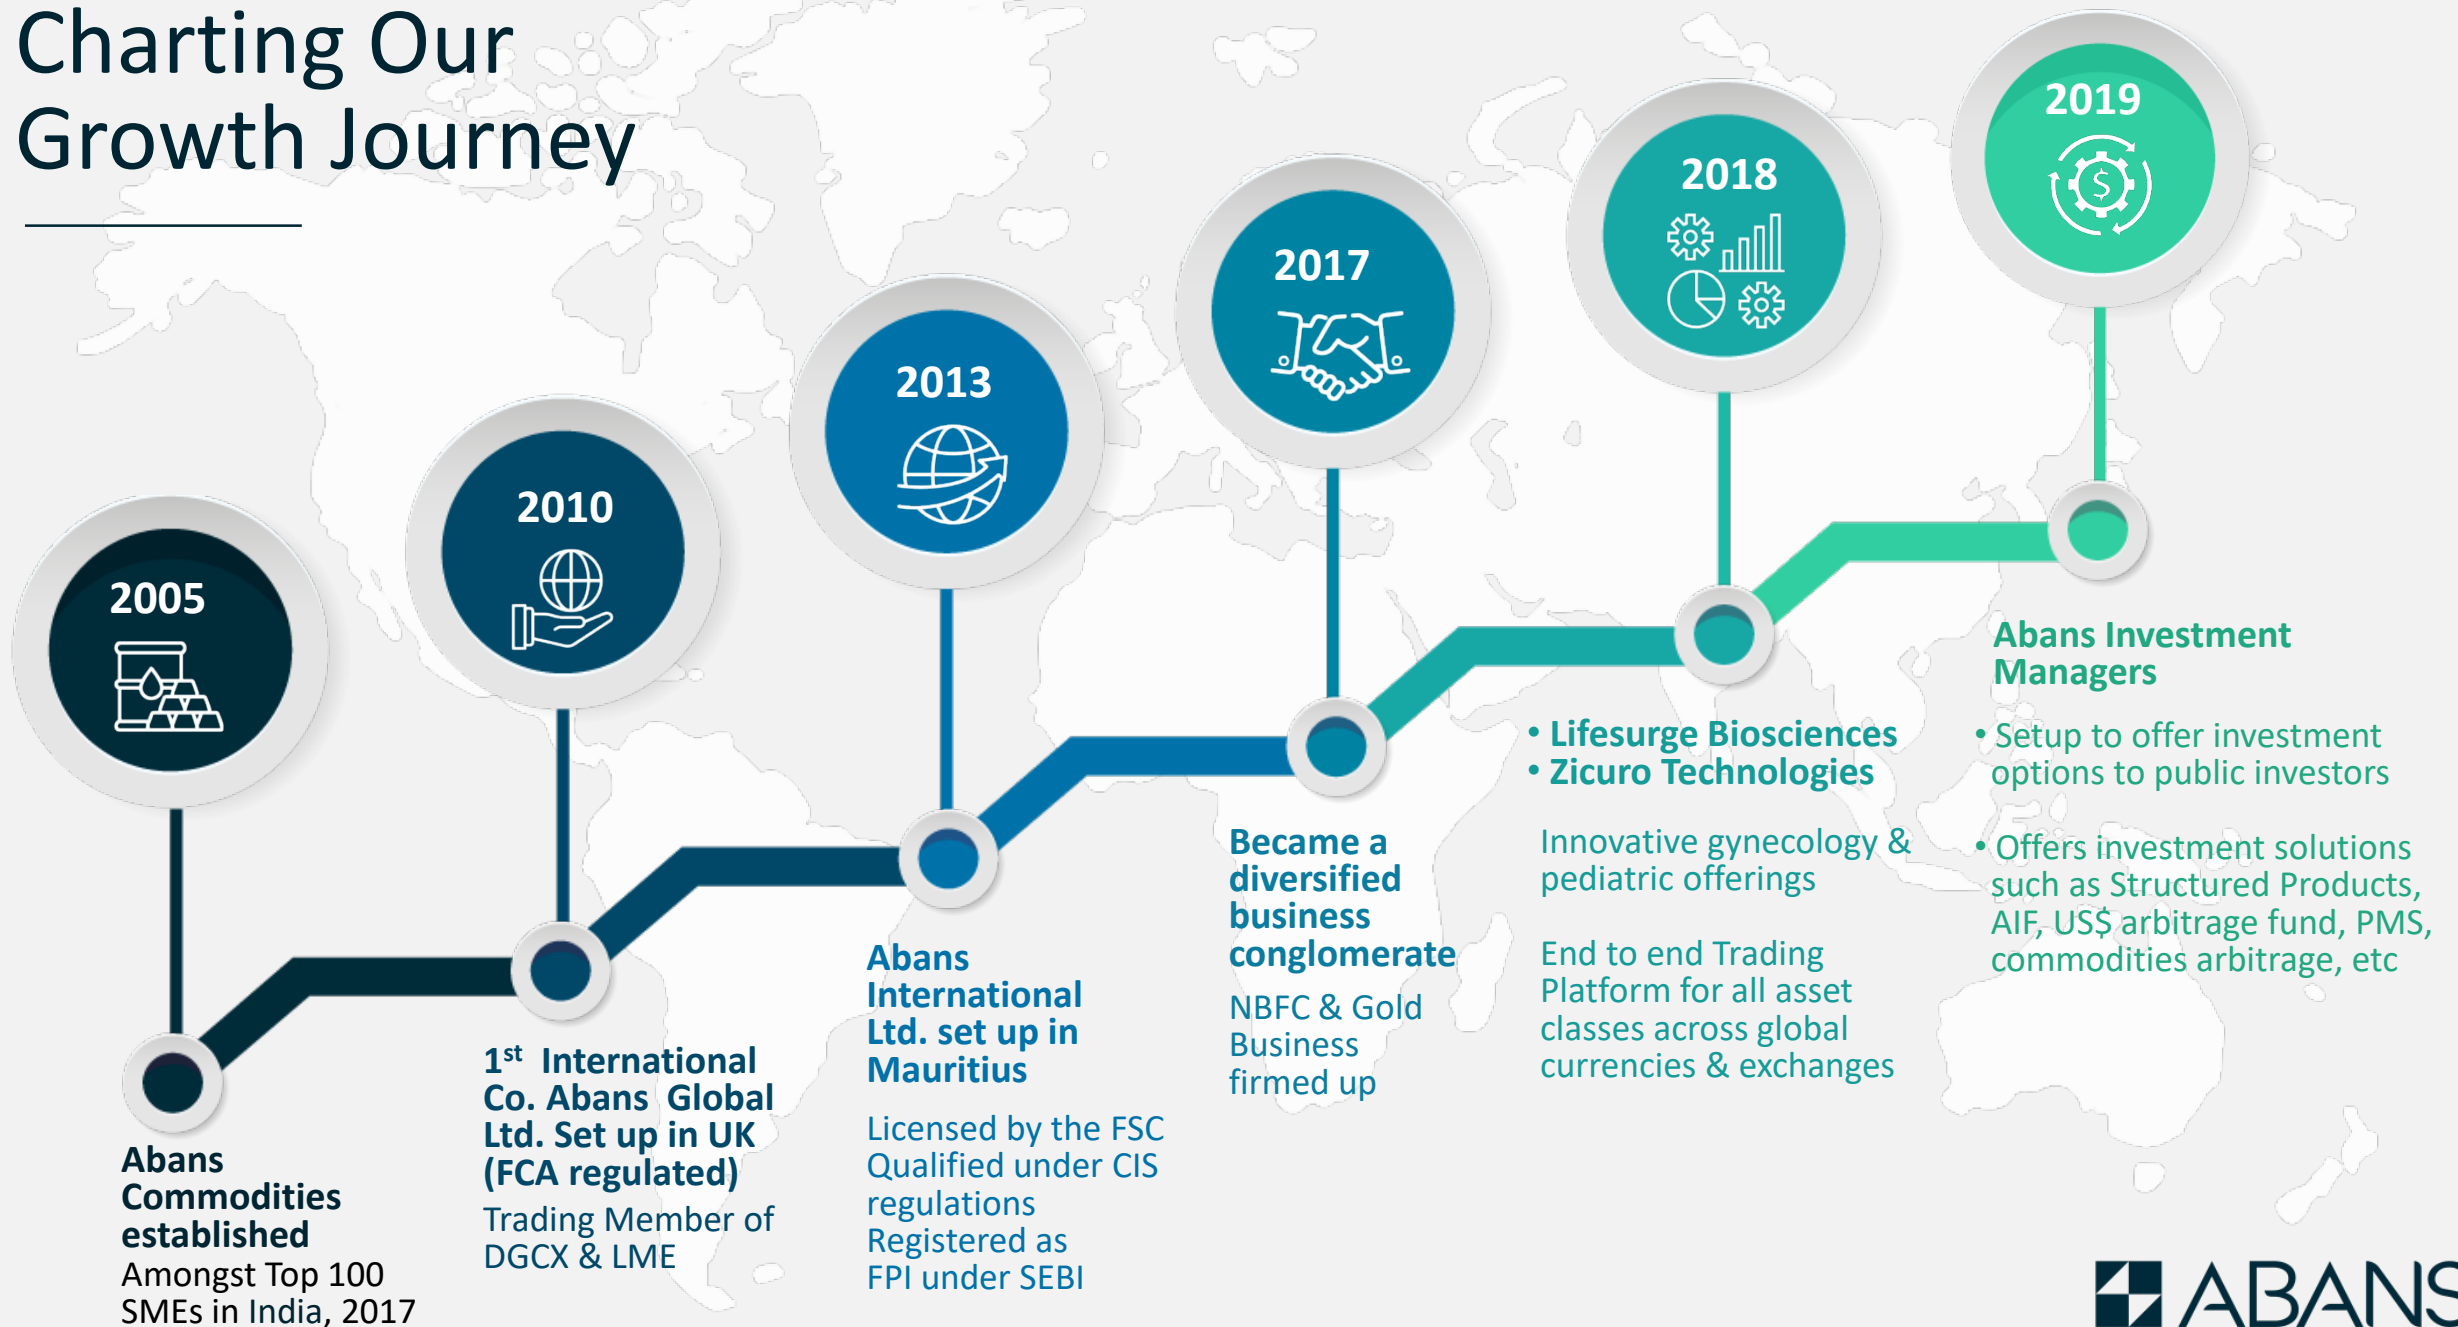 Charting Our
Growth Journey
2005
Abans
Commodities
established
Amongst Top 100
SMEs in India, 2017
2010
1st International
Co. Abans Global
Ltd. Set up in UK
(FCA regulated)
Trading Member of
DGCX & LME
2013
Abans
International
Ltd. set up in
Mauritius
Licensed by the FSC
Qualified under CIS
regulations
Registered as
FPI under SEBI
2017
Became a
diversified
business
conglomerate
NBFC & Gold
Business
firmed up
2018
• Lifesurge Biosciences
• Zicuro Technologies
Innovative gynecology &
pediatric offerings
End to end Trading
Platform for all asset
classes across global
currencies & exchanges
2019
$
Abans Investment
Managers
• Setup to offer investment
options to public investors
• Offers investment solutions
such as Structured Products,
AIF, US$ arbitrage fund, PMS,
commodities arbitrage, etc
ABANS